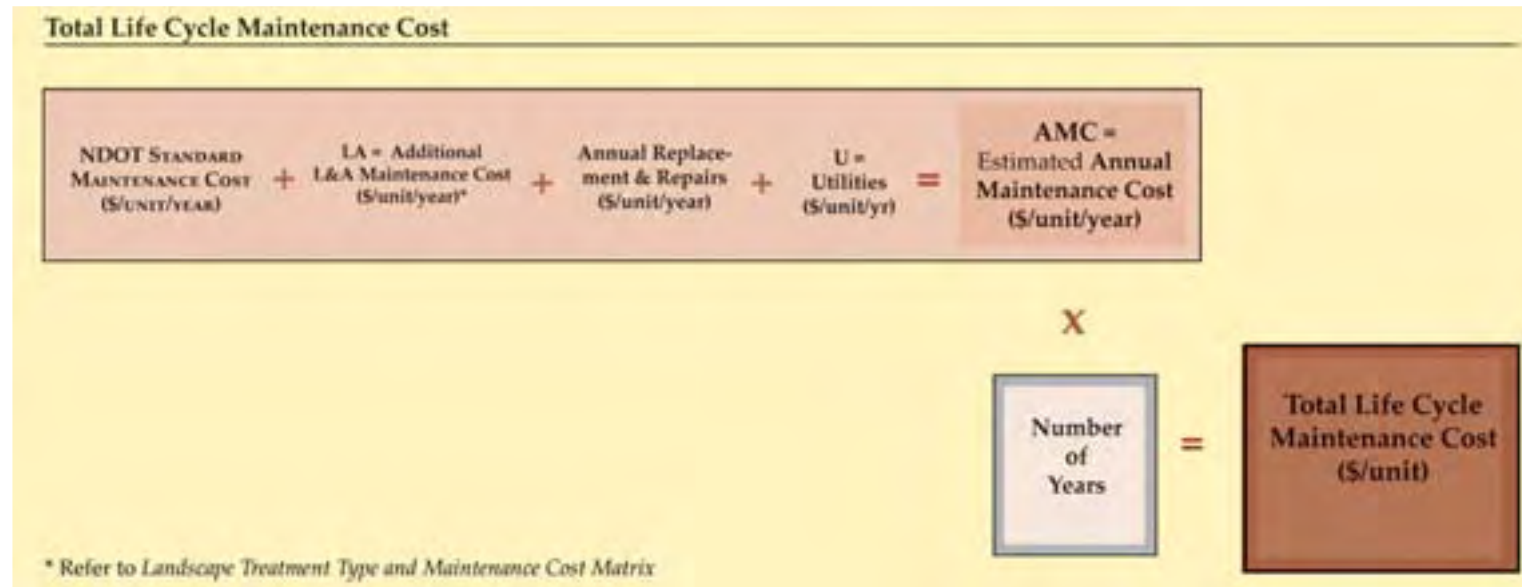 Total Life Cycle Maintenance Cost
NDOT STANDARD
MAINTENANCE COST
($/UNIT/YEAR)
+
LA = Additional
L&A Maintenance Cost
($/unit/year)*
+
Annual Replace-
ment & Repairs
($/unit/year)
+
U =
Utilities
($/unit/yr)
=
AMC =
Estimated Annual
Maintenance Cost
($/unit/year)
X
Number
of
Years
=
Total Life Cycle
Maintenance Cost
($/unit)
* Refer to Landscape Treatment Type and Maintenance Cost Matrix